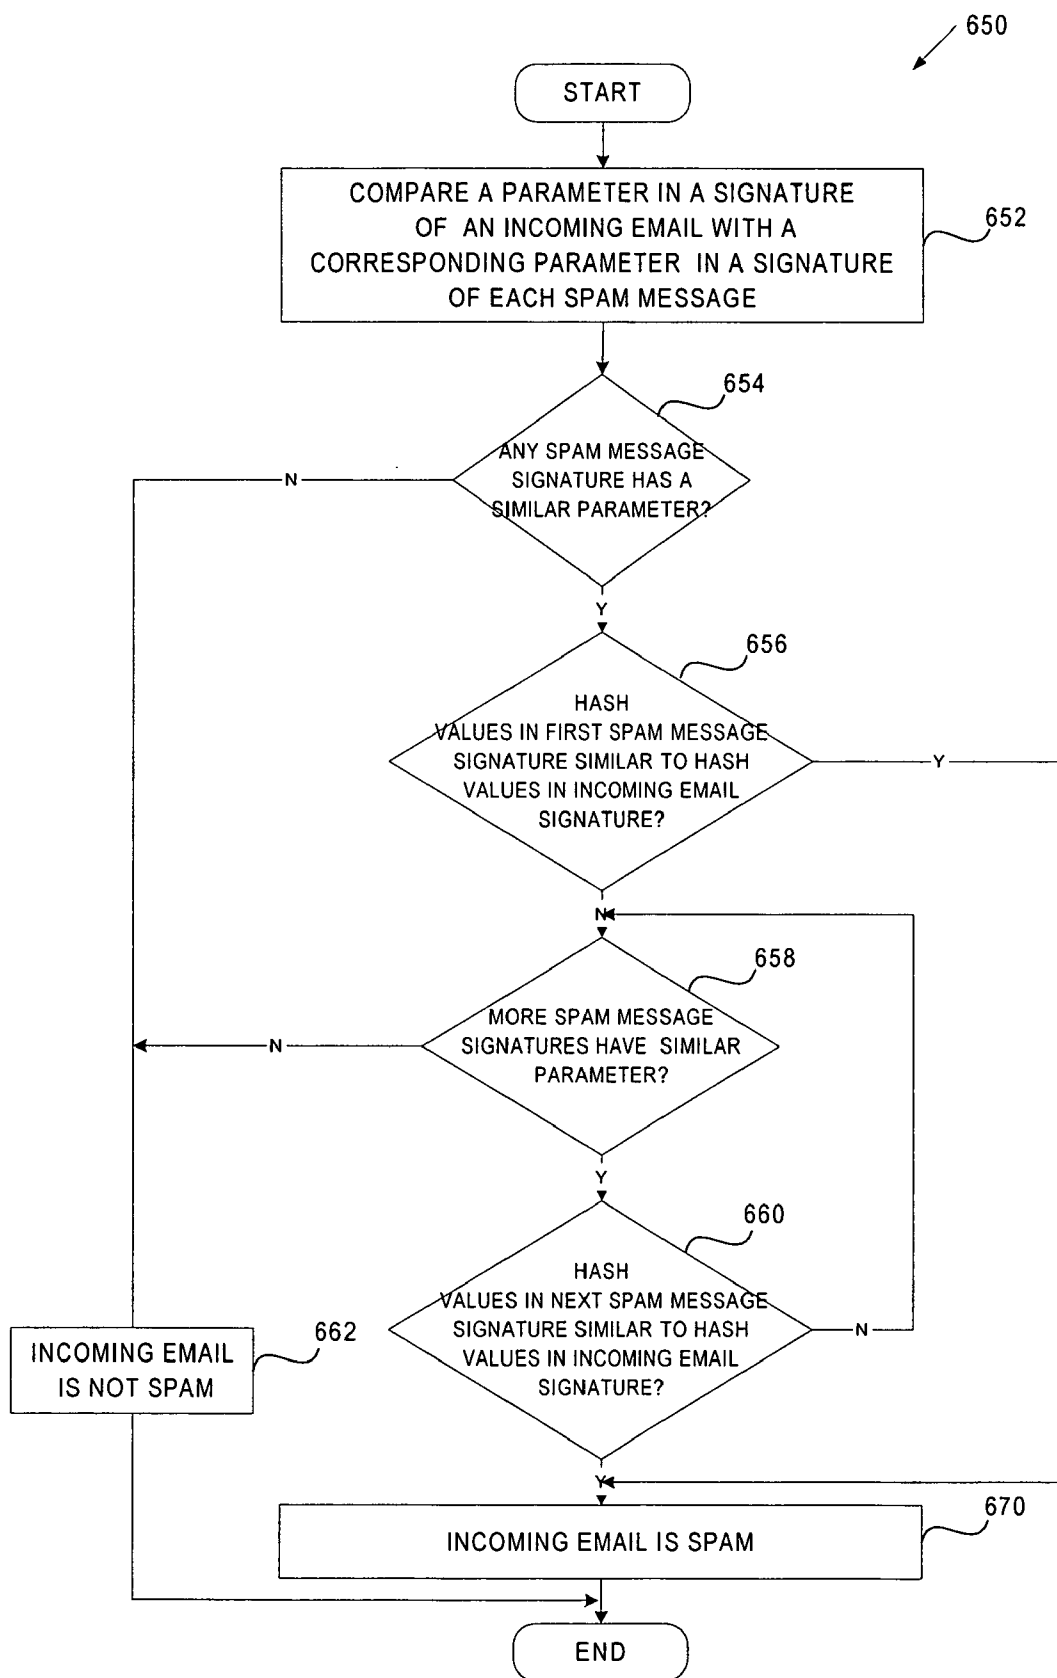 650
START
COMPARE A PARAMETER IN A SIGNATURE
OF AN INCOMING EMAIL WITH A
CORRESPONDING PARAMETER IN A SIGNATURE
OF EACH SPAM MESSAGE
652
654
ANY SPAM MESSAGE
SIGNATURE HAS A
SIMILAR PARAMETER?
N
Y
656
HASH
VALUES IN FIRST SPAM MESSAGE
SIGNATURE SIMILAR TO HASH
VALUES IN INCOMING EMAIL
SIGNATURE?
Y
N
658
MORE SPAM MESSAGE
SIGNATURES HAVE SIMILAR
PARAMETER?
N
Y
660
HASH
VALUES IN NEXT SPAM MESSAGE
SIGNATURE SIMILAR TO HASH
VALUES IN INCOMING EMAIL
SIGNATURE?
N
662
INCOMING EMAIL
IS NOT SPAM
Y
670
INCOMING EMAIL IS SPAM
END